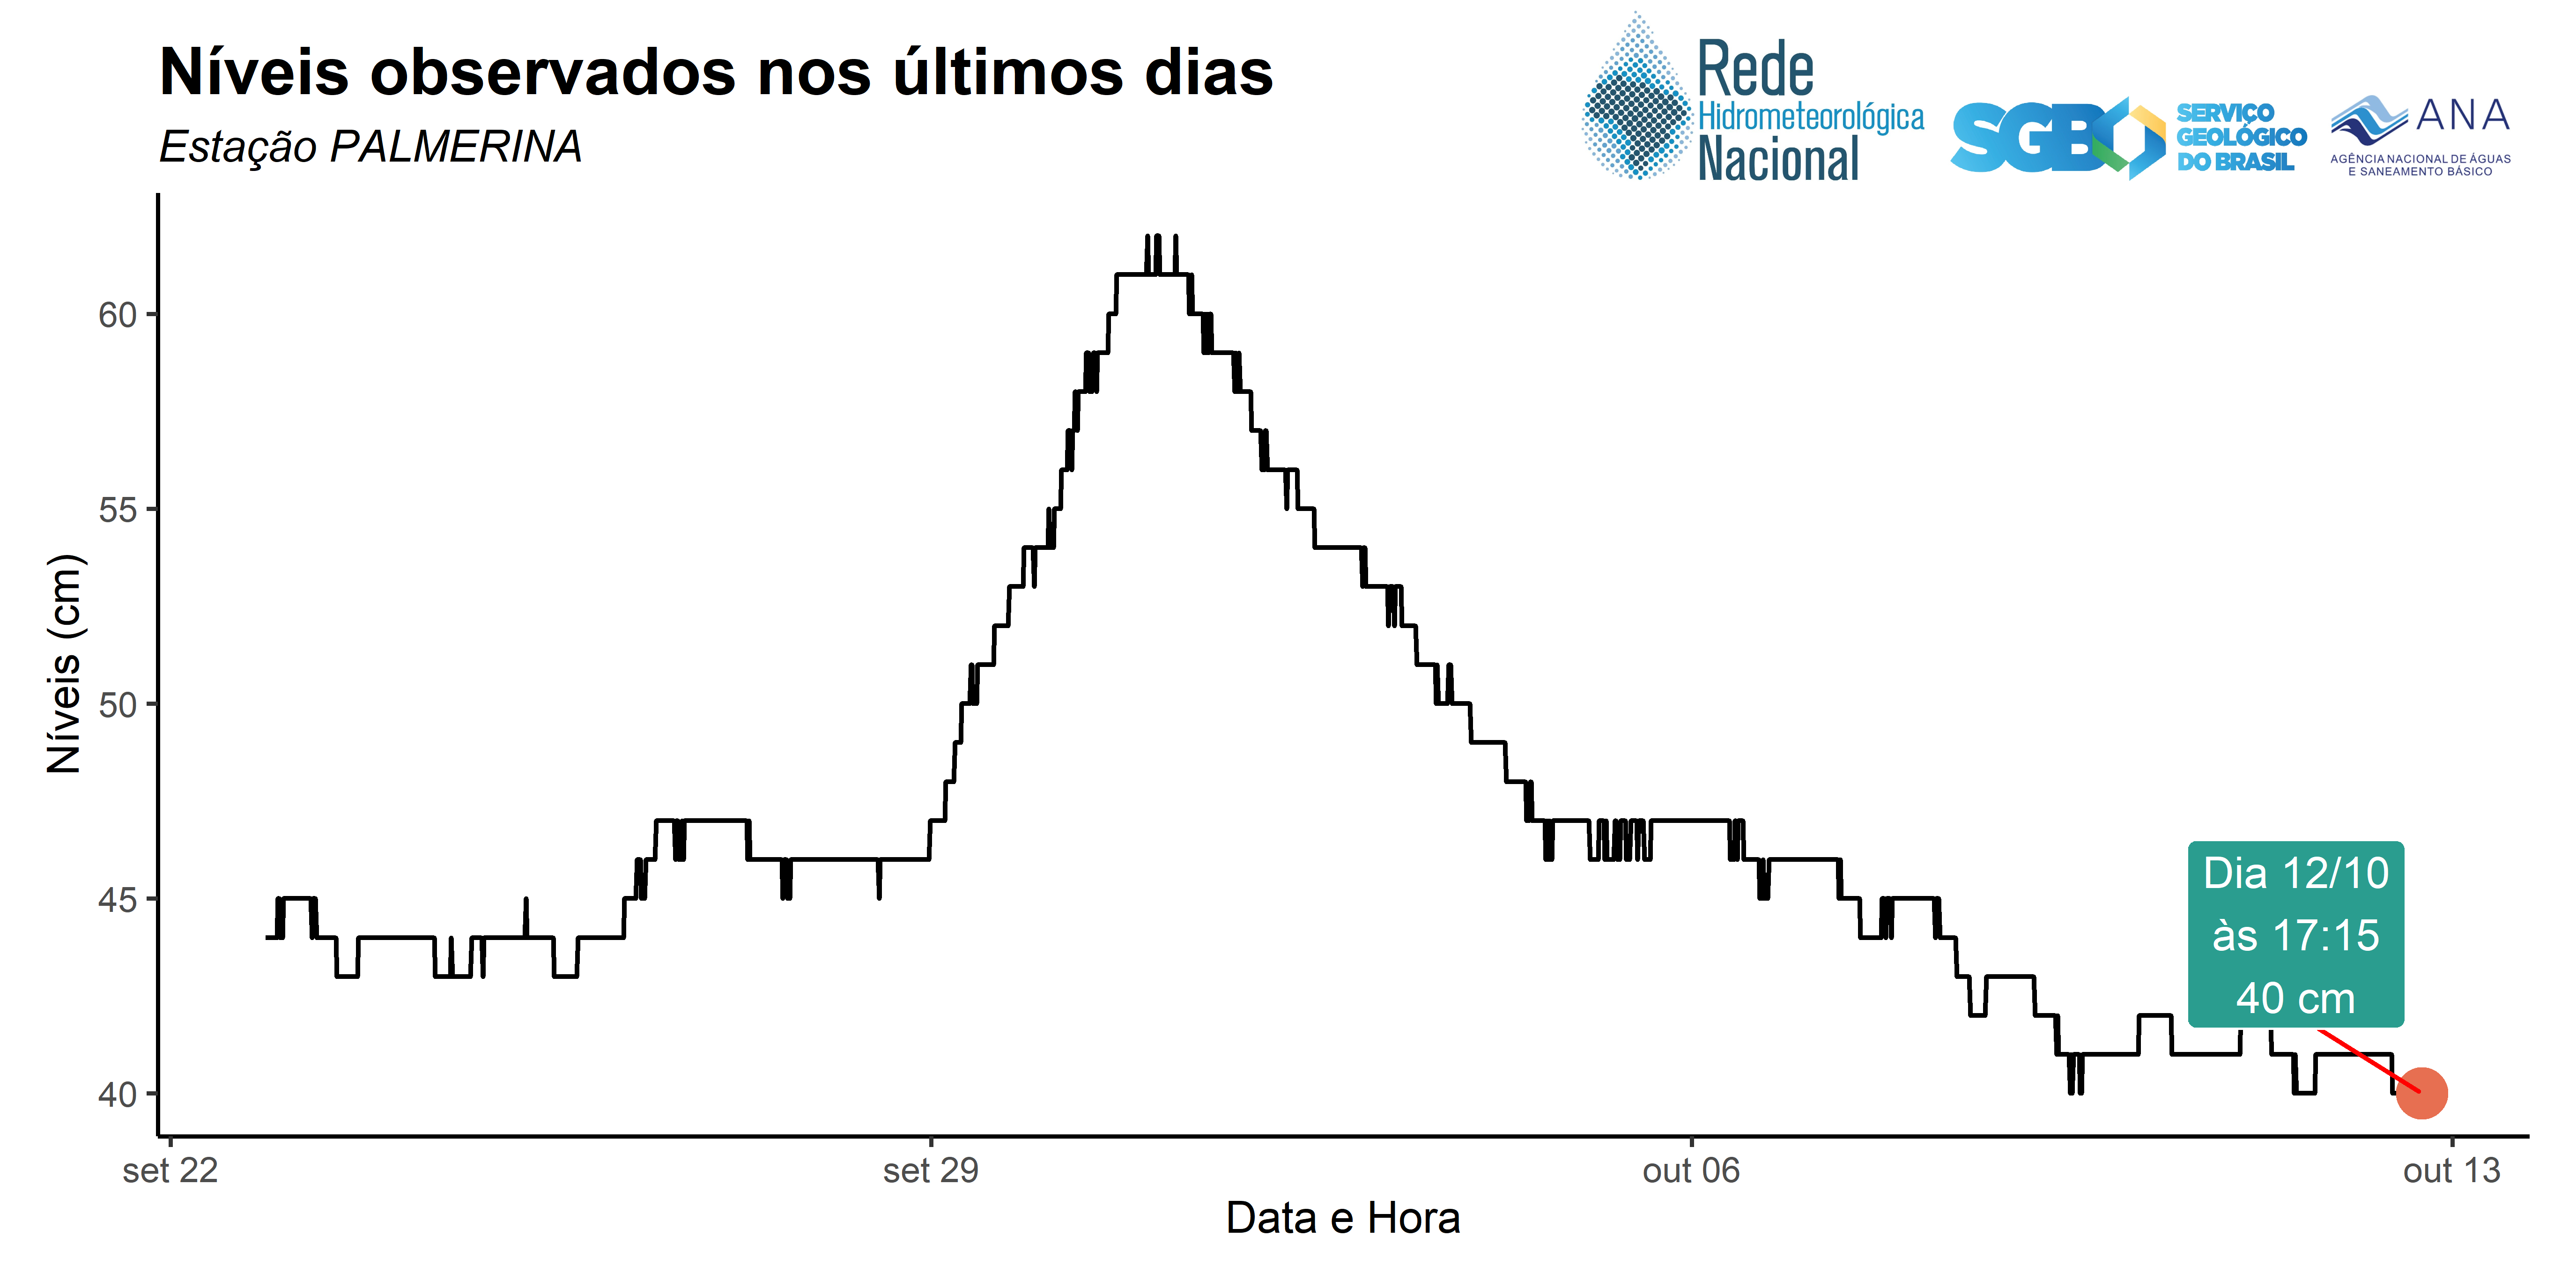 Níveis observados nos últimos dias
Estação PALMERINA
Rede
Hidrometeorológica
Nacional
SGB
SERVIÇO
GEOLÓGICO
DO BRASIL
ANA
AGÊNCIA NACIONAL DE ÁGUAS
E SANEAMENTO BÁSICO
Níveis (cm)
60
55
50
45
40
Dia 12/10
às 17:15
40 cm
set 22
set 29
out 06
out 13
Data e Hora